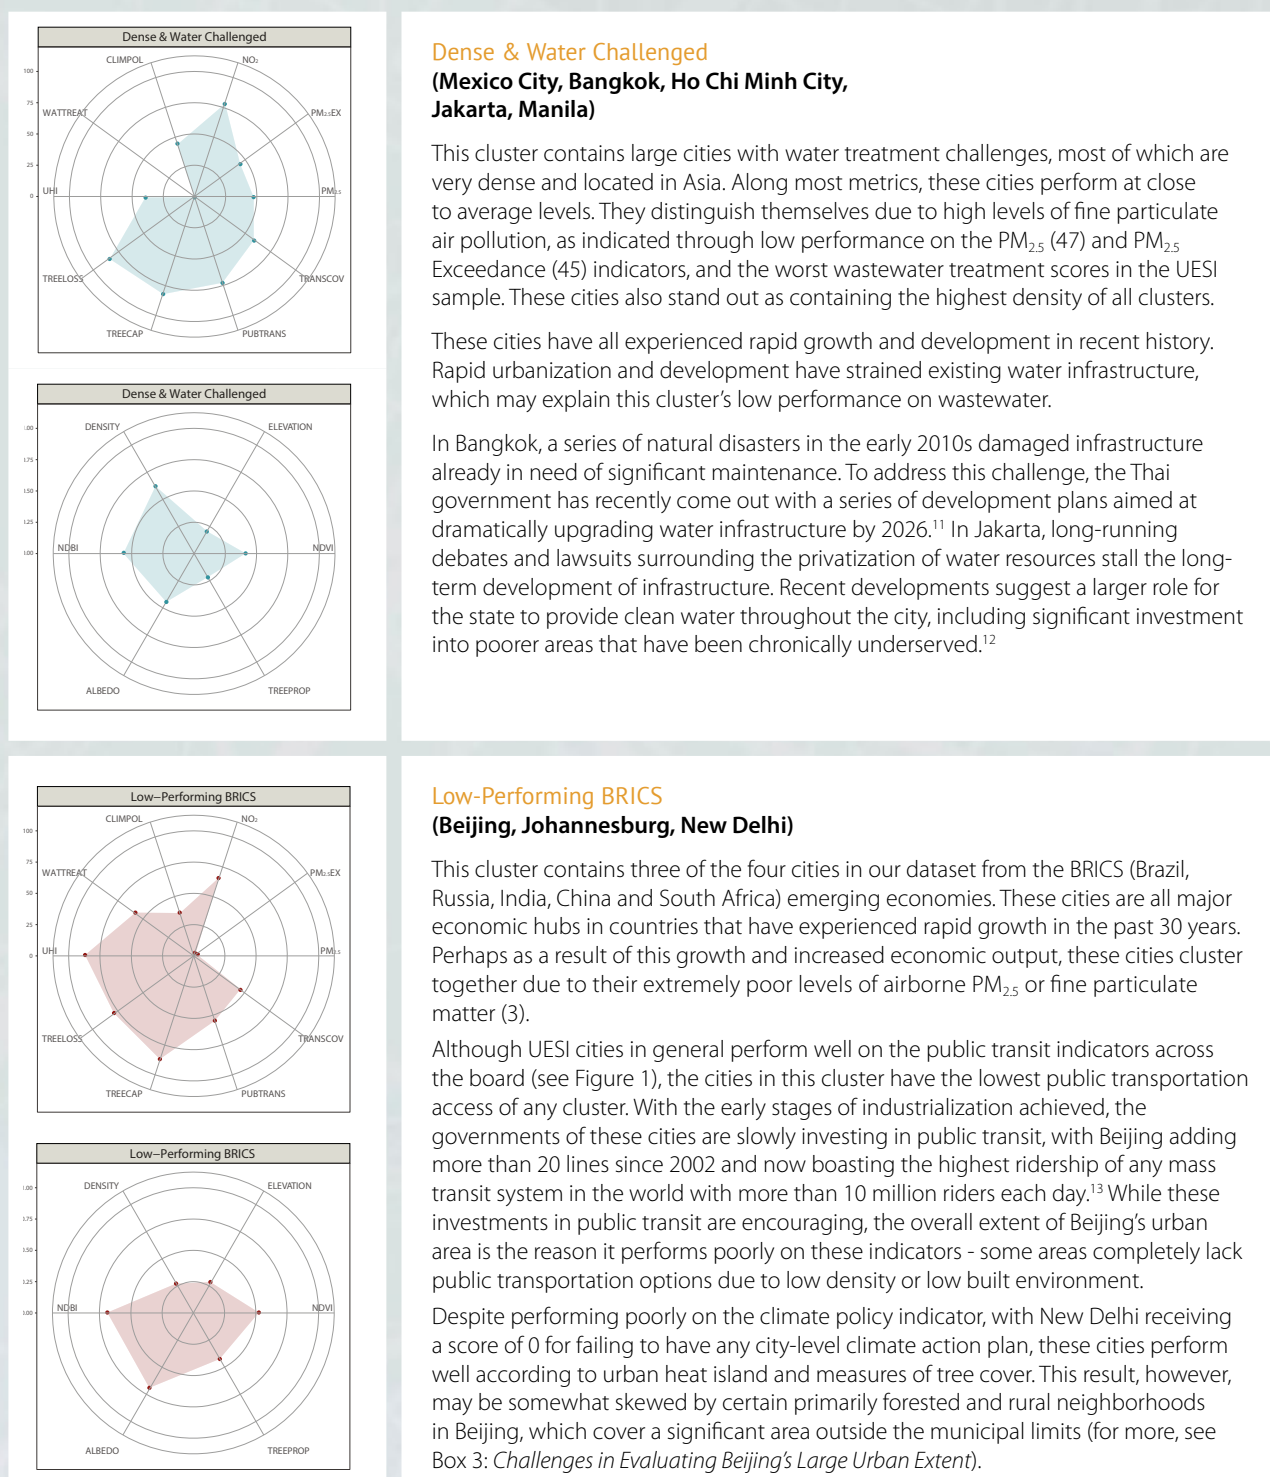 Dense & Water Challenged
CLIMPOL
NO2
100
75
WATTREAT
PM2.5EX
50
25
UHI
PM2.5
0
TREELOSS
TRANSCOV
TREECAP
PUBTRANS
Dense & Water Challenged
DENSITY
ELEVATION
NDBI
NDVI
ALBEDO
TREEPROP
Dense & Water Challenged
(Mexico City, Bangkok, Ho Chi Minh City,
Jakarta, Manila)
This cluster contains large cities with water treatment challenges, most of which are
very dense and located in Asia. Along most metrics, these cities perform at close
to average levels. They distinguish themselves due to high levels of fine particulate
air pollution, as indicated through low performance on the PM2.5 (47) and PM2.5
Exceedance (45) indicators, and the worst wastewater treatment scores in the UESI
sample. These cities also stand out as containing the highest density of all clusters.
These cities have all experienced rapid growth and development in recent history.
Rapid urbanization and development have strained existing water infrastructure,
which may explain this cluster's low performance on wastewater.
In Bangkok, a series of natural disasters in the early 2010s damaged infrastructure
already in need of significant maintenance. To address this challenge, the Thai
government has recently come out with a series of development plans aimed at
dramatically upgrading water infrastructure by 2026.11 In Jakarta, long-running
debates and lawsuits surrounding the privatization of water resources stall the long-
term development of infrastructure. Recent developments suggest a larger role for
the state to provide clean water throughout the city, including significant investment
into poorer areas that have been chronically underserved.12
Low–Performing BRICS
CLIMPOL
NO2
100
75
WATTREAT
PM2.5EX
50
25
UHI
PM2.5
0
TREELOSS
TRANSCOV
TREECAP
PUBTRANS
Low–Performing BRICS
DENSITY
ELEVATION
NDBI
NDVI
ALBEDO
TREEPROP
Low-Performing BRICS
(Beijing, Johannesburg, New Delhi)
This cluster contains three of the four cities in our dataset from the BRICS (Brazil,
Russia, India, China and South Africa) emerging economies. These cities are all major
economic hubs in countries that have experienced rapid growth in the past 30 years.
Perhaps as a result of this growth and increased economic output, these cities cluster
together due to their extremely poor levels of airborne PM2.5 or fine particulate
matter (3).
Although UESI cities in general perform well on the public transit indicators across
the board (see Figure 1), the cities in this cluster have the lowest public transportation
access of any cluster. With the early stages of industrialization achieved, the
governments of these cities are slowly investing in public transit, with Beijing adding
more than 20 lines since 2002 and now boasting the highest ridership of any mass
transit system in the world with more than 10 million riders each day.13 While these
investments in public transit are encouraging, the overall extent of Beijing's urban
area is the reason it performs poorly on these indicators - some areas completely lack
public transportation options due to low density or low built environment.
Despite performing poorly on the climate policy indicator, with New Delhi receiving
a score of 0 for failing to have any city-level climate action plan, these cities perform
well according to urban heat island and measures of tree cover. This result, however,
may be somewhat skewed by certain primarily forested and rural neighborhoods
in Beijing, which cover a significant area outside the municipal limits (for more, see
Box 3: Challenges in Evaluating Beijing's Large Urban Extent).